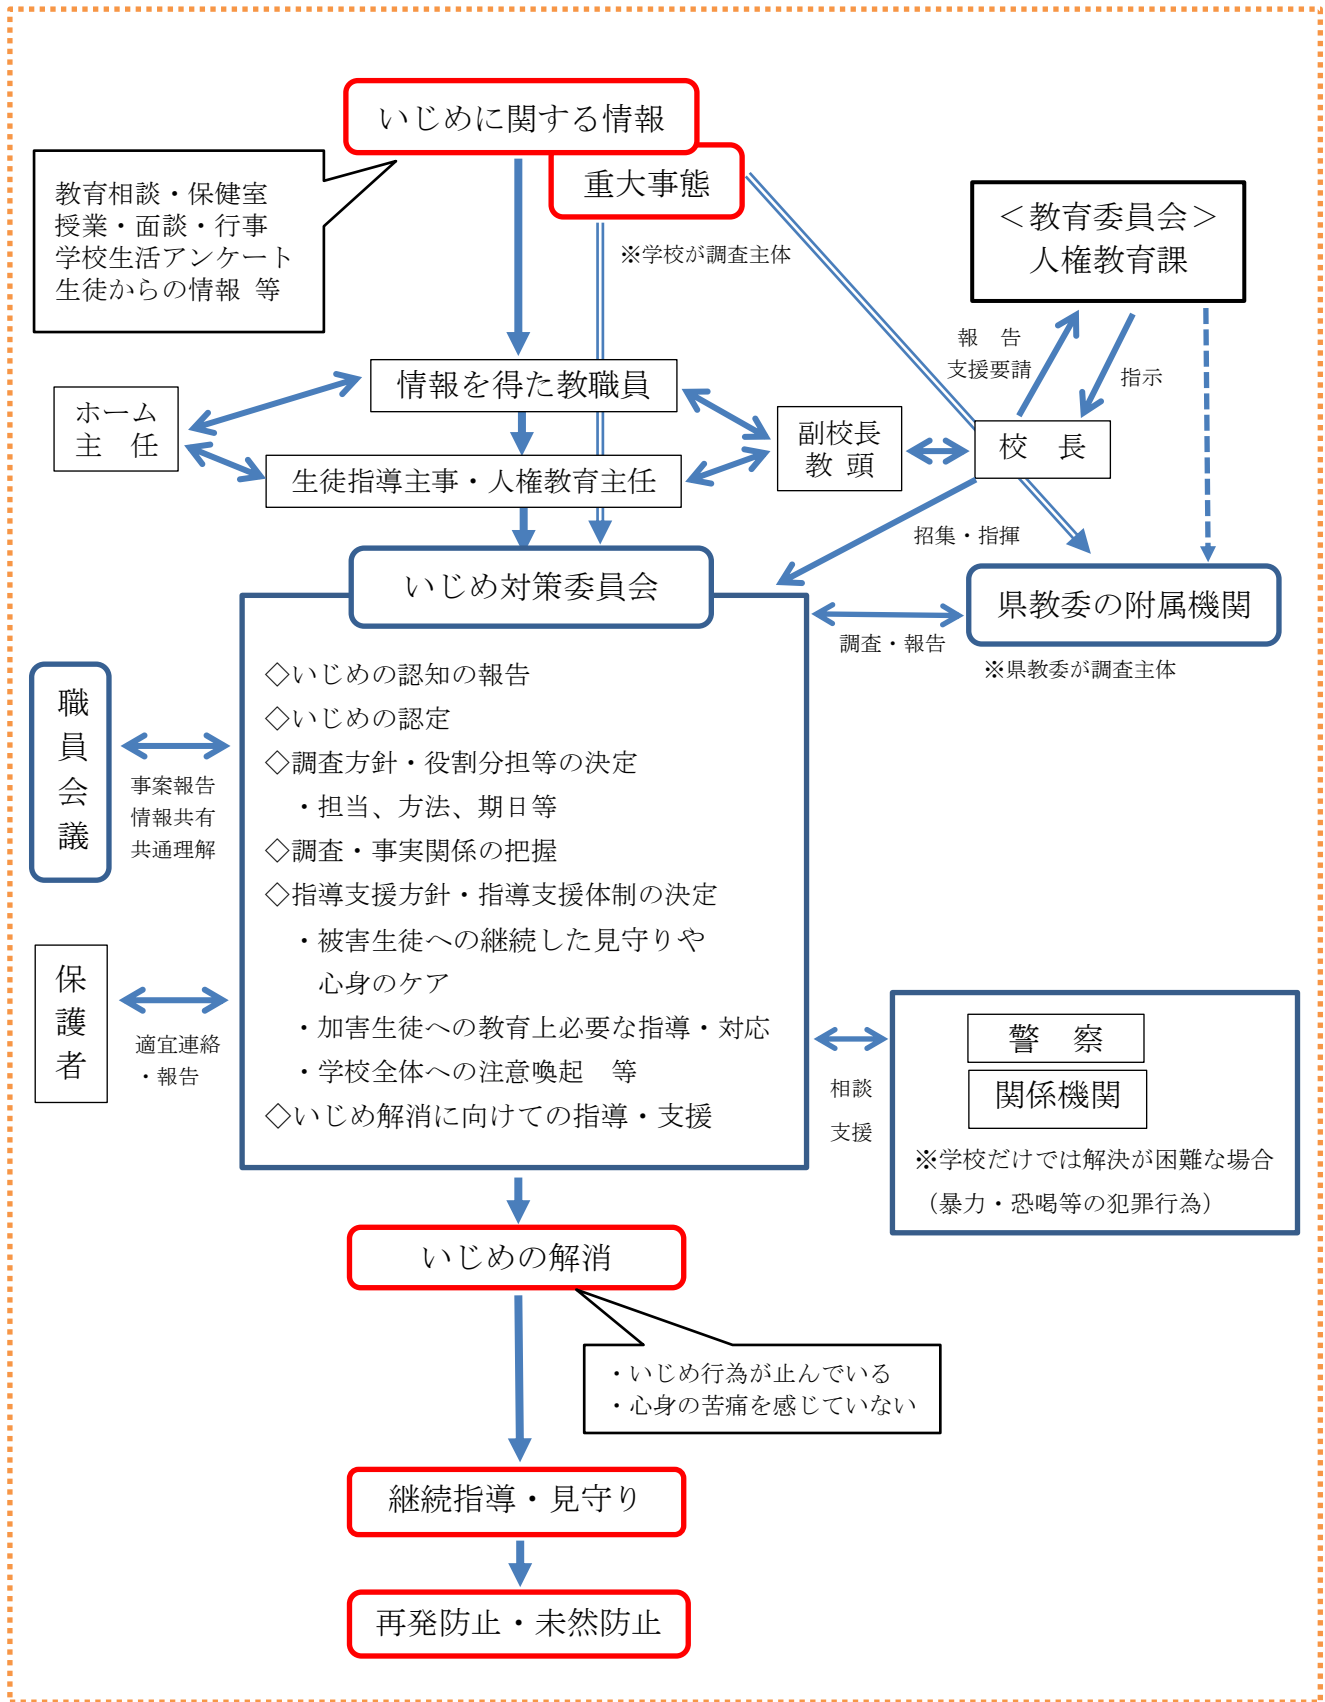 いじめに関する情報
重大事態
教育相談・保健室
授業・面談・行事
学校生活アンケート
生徒からの情報 等
※学校が調査主体
＜教育委員会＞
人権教育課
報　告
支援要請
指示
情報を得た教職員
ホーム
主　任
副校長
教 頭
校　長
生徒指導主事・人権教育主任
招集・指揮
いじめ対策委員会
県教委の附属機関
調査・報告
※県教委が調査主体
◇いじめの認知の報告
◇いじめの認定
◇調査方針・役割分担等の決定
・担当、方法、期日等
◇調査・事実関係の把握
◇指導支援方針・指導支援体制の決定
・被害生徒への継続した見守りや
心身のケア
・加害生徒への教育上必要な指導・対応
・学校全体への注意喚起　等
◇いじめ解消に向けての指導・支援
職員会議
事案報告
情報共有
共通理解
保護者
適宜連絡
・報告
相談
支援
警　察
関係機関
※学校だけでは解決が困難な場合
（暴力・恐喝等の犯罪行為）
いじめの解消
・いじめ行為が止んでいる
・心身の苦痛を感じていない
継続指導・見守り
再発防止・未然防止